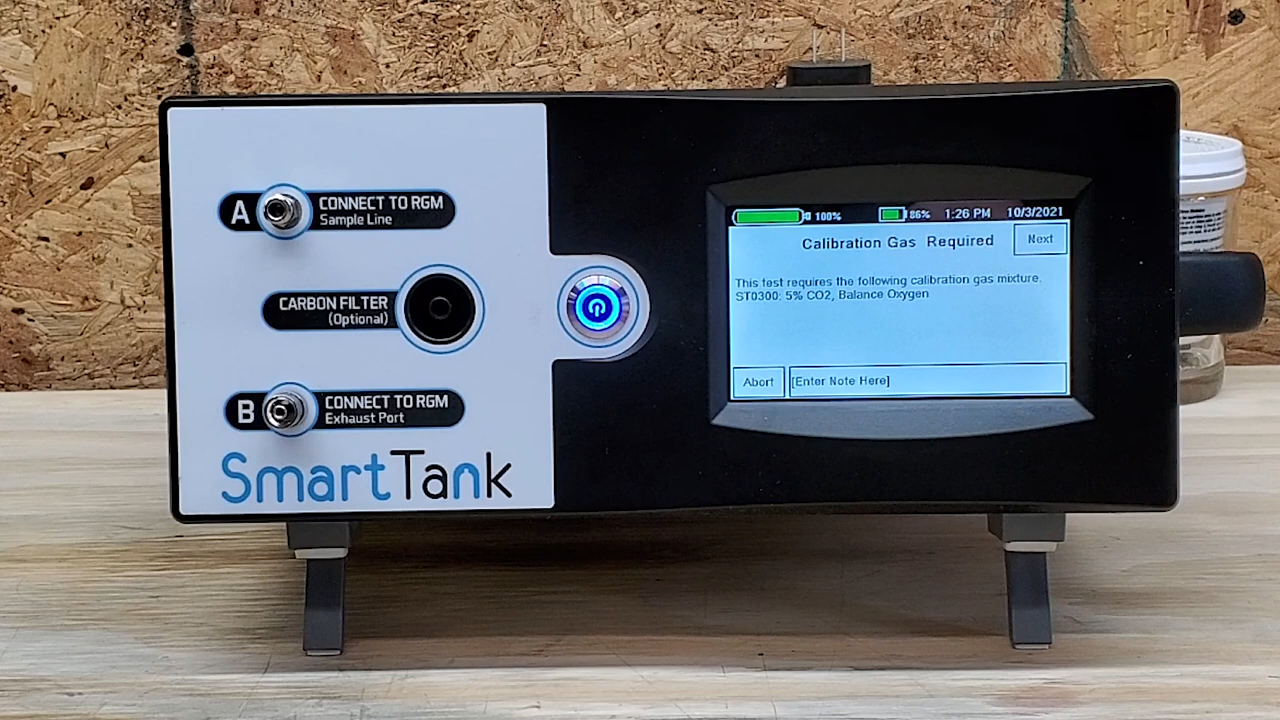 A
CONNECT TO RGM
Sample Line
CARBON FILTER
(Optional)
B
CONNECT TO RGM
Exhaust Port
SmartTank
100% 86% 1:26 PM 10/3/2021
Calibration Gas Required
Next
This test requires the following calibration gas mixture.
ST0300: 5% CO2, Balance Oxygen
Abort
[Enter Note Here]